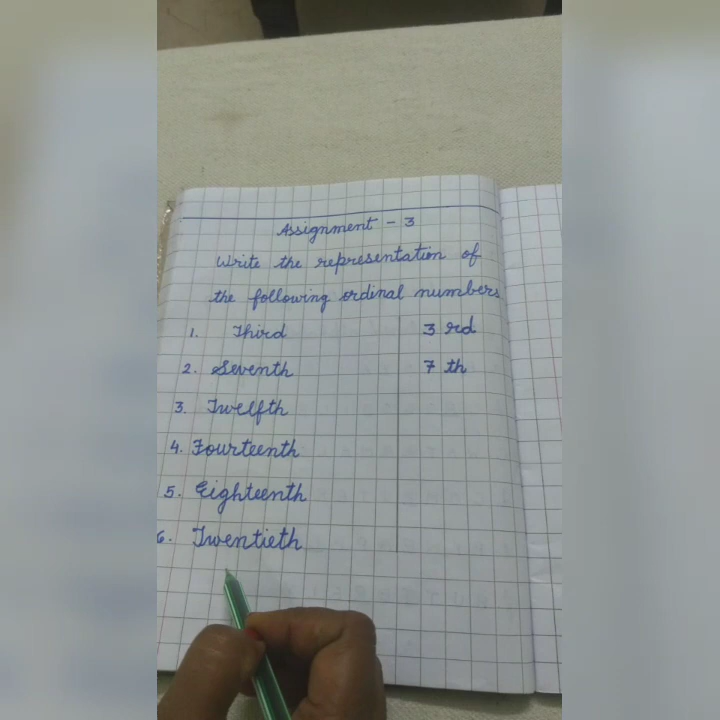 Assignment - 3
Write the representation of
the following ordinal numbers
1. Third 3 rd
2. Seventh 7 th
3. Twelfth
4. Fourteenth
5. Eighteenth
6. Twentieth